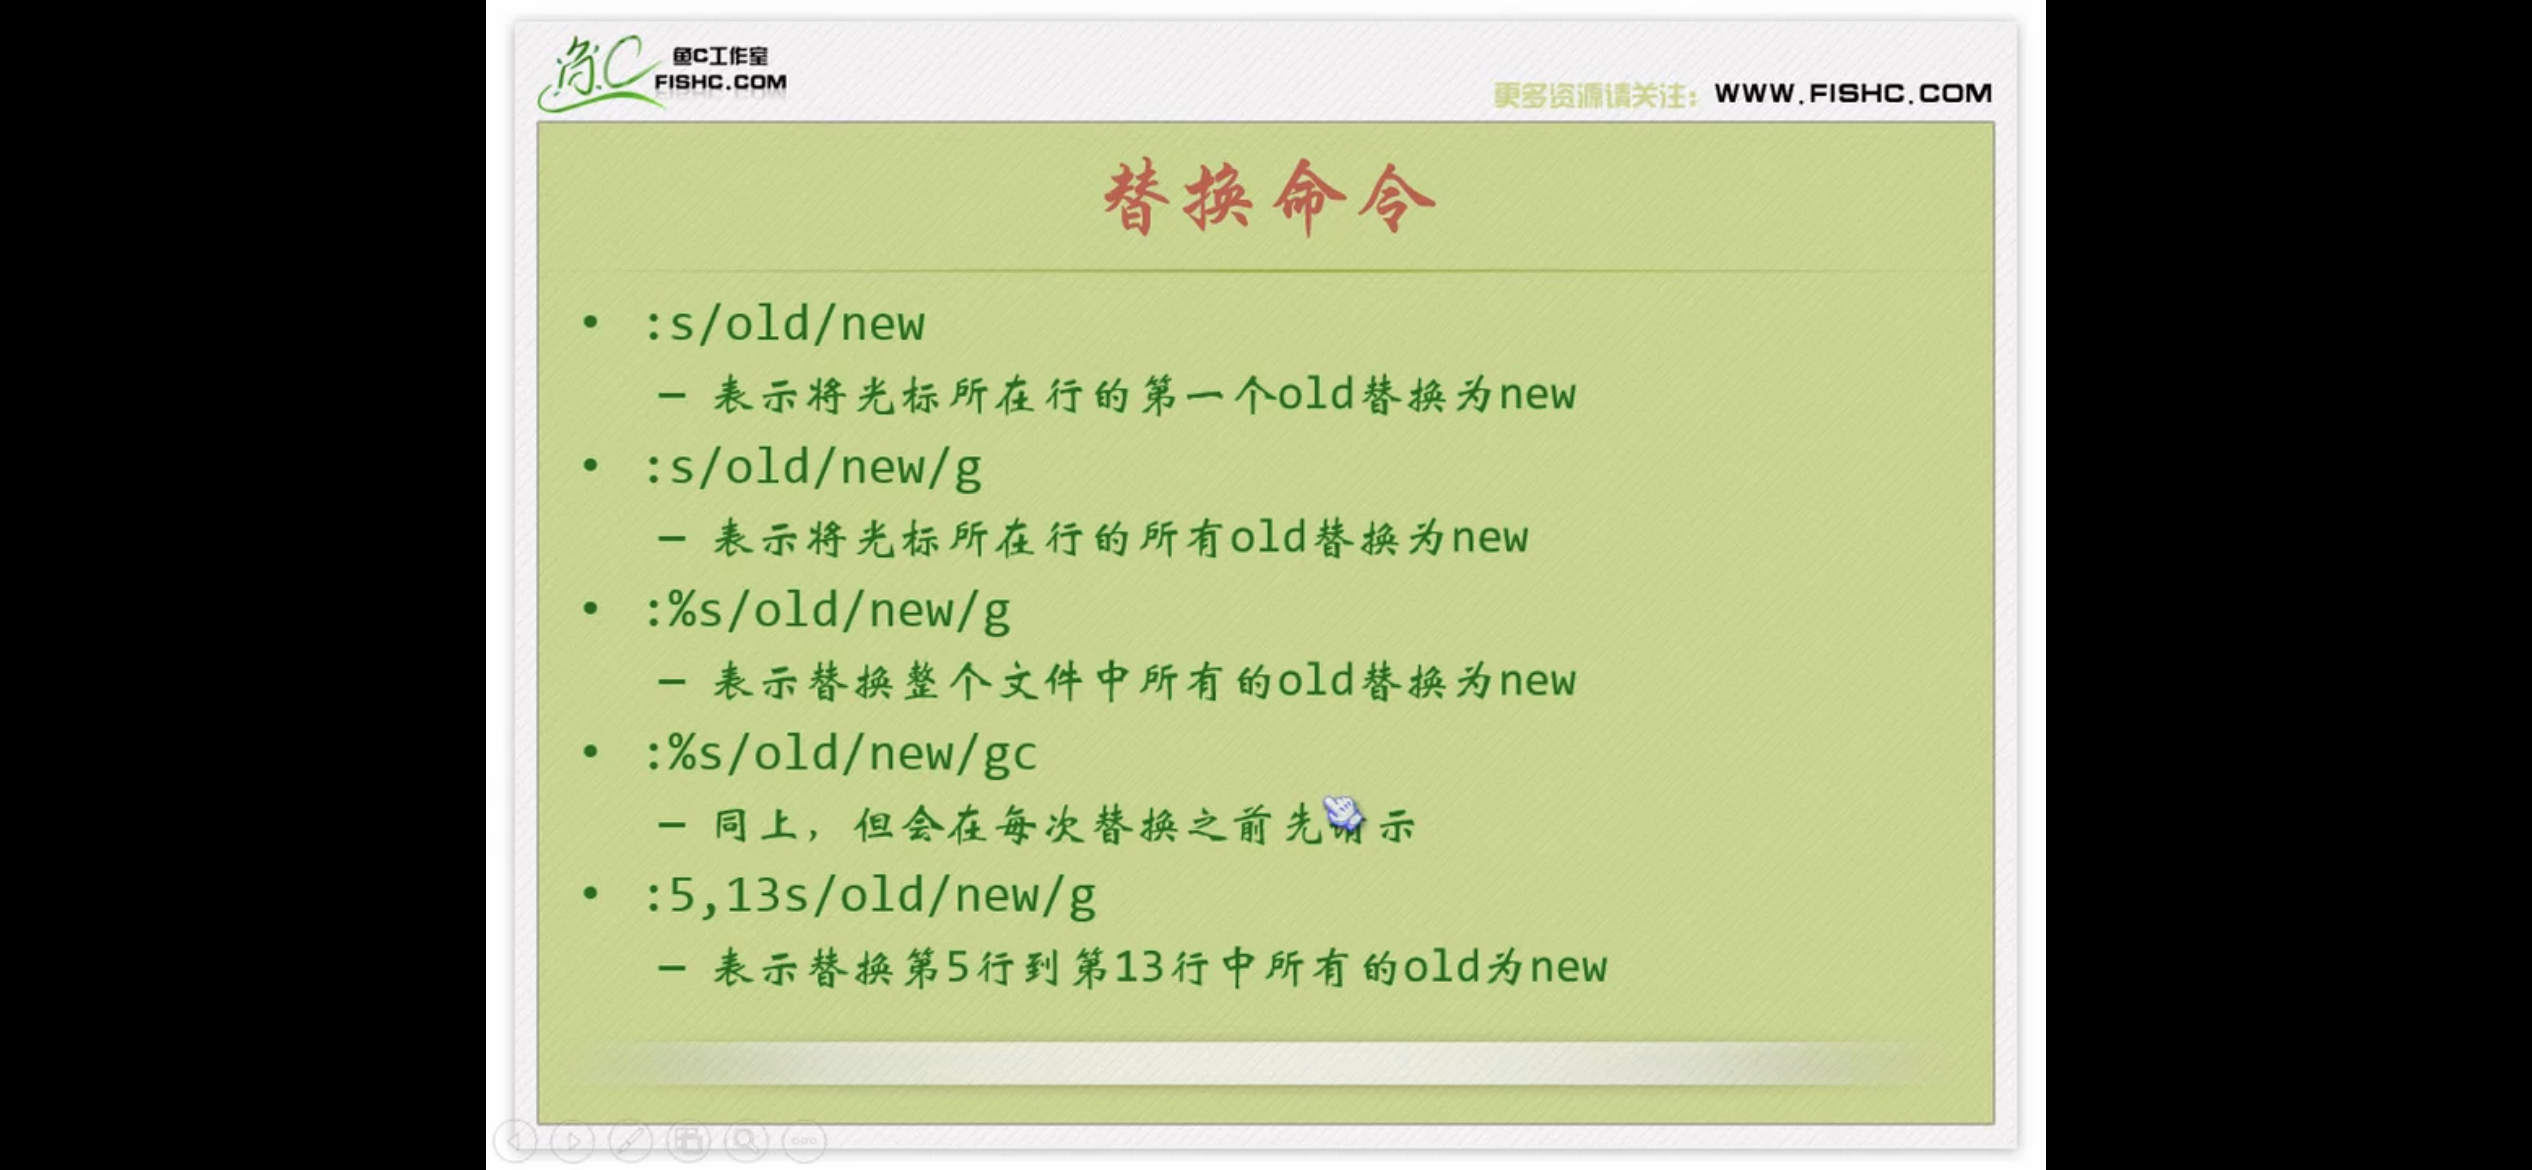 鱼C工作室
FISHC.COM
更多资源请关注: WWW.FISHC.COM
替换命令
• :s/old/new
– 表示将光标所在行的第一个old替换为new
• :s/old/new/g
– 表示将光标所在行的所有old替换为new
• :%s/old/new/g
– 表示替换整个文件中所有的old替换为new
• :%s/old/new/gc
– 同上，但会在每次替换之前先请示
• :5,13s/old/new/g
– 表示替换第5行到第13行中所有的old为new